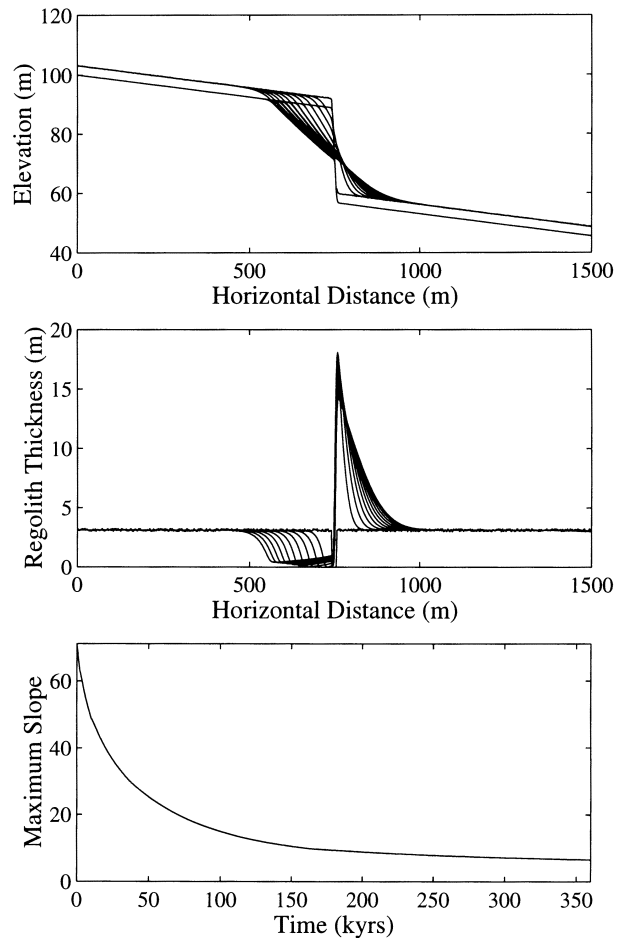 120
100
80
60
40
Elevation (m)
0 500 1000 1500
Horizontal Distance (m)
20
15
10
5
0
Regolith Thickness (m)
0 500 1000 1500
Horizontal Distance (m)
60
40
20
0
Maximum Slope
0 50 100 150 200 250 300 350
Time (kyrs)